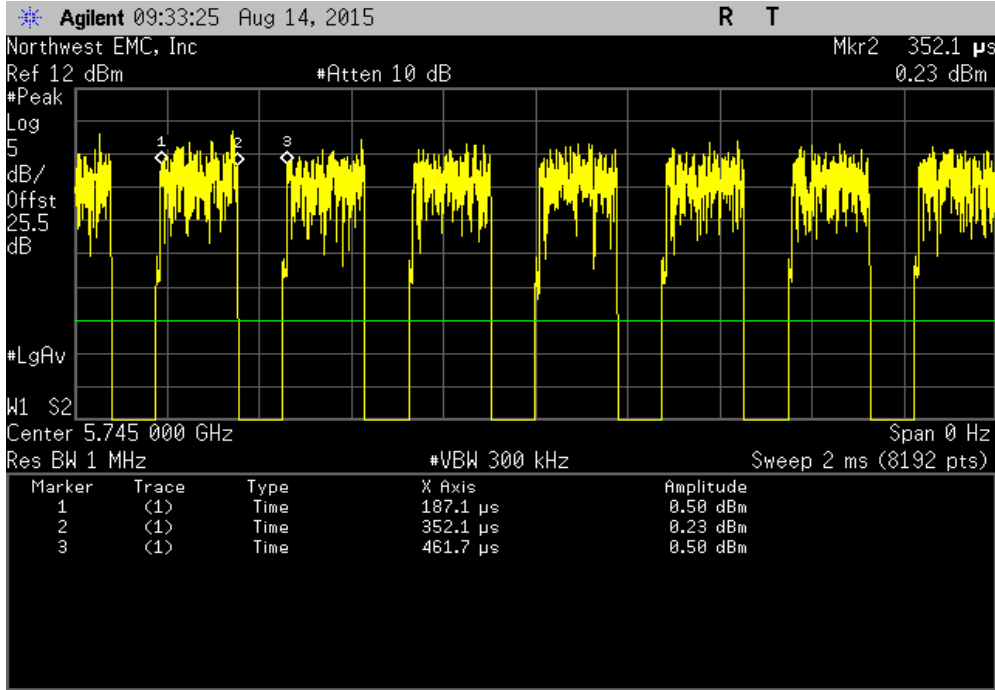 Agilent 09:33:25 Aug 14, 2015 R T
Northwest EMC, Inc Mkr2 352.1 µs
Ref 12 dBm #Atten 10 dB 0.23 dBm
#Peak
Log
5
dB/
Offst
25.5
dB
1 2 3
#LgAv
W1 S2
Center 5.745 000 GHz Span 0 Hz
Res BW 1 MHz #VBW 300 kHz Sweep 2 ms (8192 pts)
Marker Trace Type X Axis Amplitude
1 (1) Time 187.1 µs 0.50 dBm
2 (1) Time 352.1 µs 0.23 dBm
3 (1) Time 461.7 µs 0.50 dBm